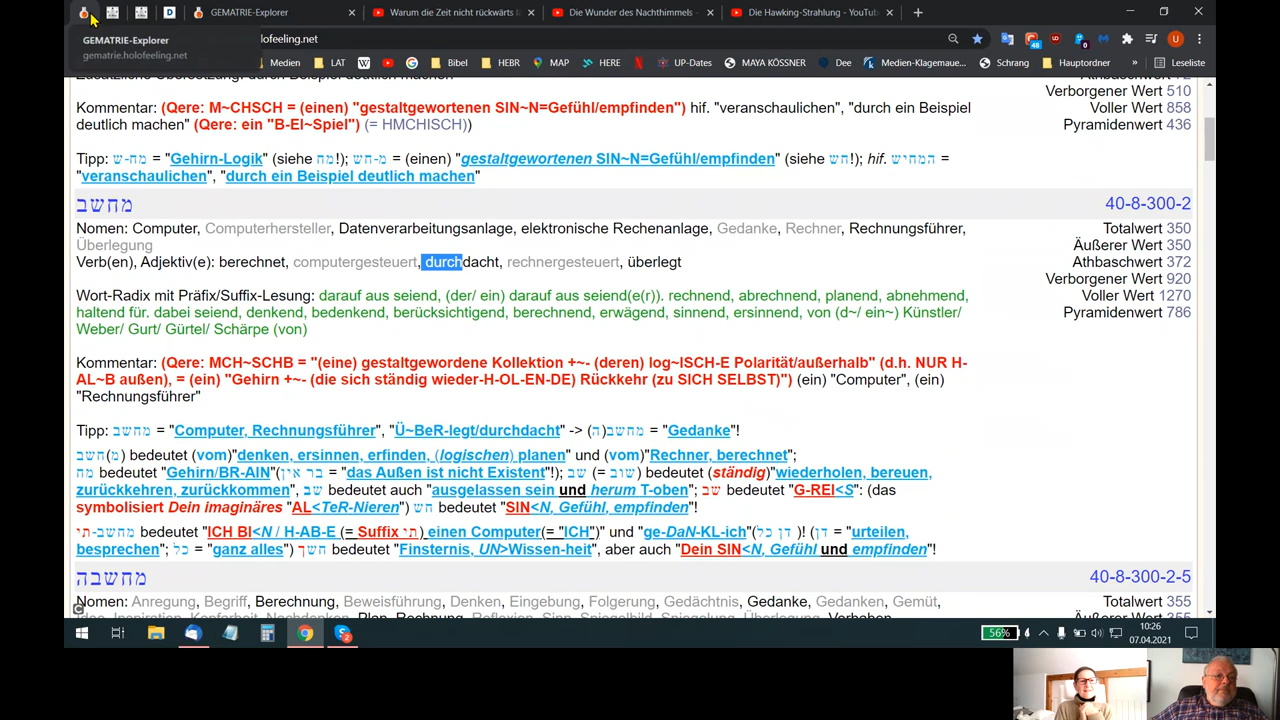 GEMATRIE-Explorer
Warum die Zeit nicht rückwärts l
Die Wunder des Nachthimmels -
Die Hawking-Strahlung - YouTube
GEMATRIE-Explorer
gematrie.holofeeling.net
holofeeling.net
Medien
LAT
Bibel
HEBR
MAP
HERE
UP-Dates
MAYA KÖSSNER
Dee
Medien-Klagemaue...
Schrang
Hauptordner
»
Leseliste
Kommentar: (Qere: M~CHSCH = (einen) "gestaltgewortenen SIN~N=Gefühl/empfinden") hif. "veranschaulichen", "durch ein Beispiel
deutlich machen" (Qere: ein "B-EI~Spiel") (= HMCHISCH))
Verborgener Wert 510
Voller Wert 858
Pyramidenwert 436
Tipp: מח-ש = "Gehirn-Logik" (siehe מח!); מ-חש = (einen) "gestaltgewortenen SIN~N=Gefühl/empfinden" (siehe חש!); hif. המחיש =
"veranschaulichen", "durch ein Beispiel deutlich machen"
מחשב 40-8-300-2
Nomen: Computer, Computerhersteller, Datenverarbeitungsanlage, elektronische Rechenanlage, Gedanke, Rechner, Rechnungsführer,
Überlegung
Verb(en), Adjektiv(e): berechnet, computergesteuert, durchdacht, rechnergesteuert, überlegt
Totalwert 350
Äußerer Wert 350
Athbaschwert 372
Verborgener Wert 920
Voller Wert 1270
Pyramidenwert 786
Wort-Radix mit Präfix/Suffix-Lesung: darauf aus seiend, (der/ ein) darauf aus seiend(e(r)). rechnend, abrechnend, planend, abnehmend,
haltend für. dabei seiend, denkend, bedenkend, berücksichtigend, berechnend, erwägend, sinnend, ersinnend, von (d~/ ein~) Künstler/
Weber/ Gurt/ Gürtel/ Schärpe (von)
Kommentar: (Qere: MCH~SCHB = "(eine) gestaltgewordene Kollektion +~- (deren) log~ISCH-E Polarität/außerhalb" (d.h. NUR H-
AL~B außen), = (ein) "Gehirn +~- (die sich ständig wieder-H-OL-EN-DE) Rückkehr (zu SICH SELBST)") (ein) "Computer", (ein)
"Rechnungsführer"
Tipp: מחשב = "Computer, Rechnungsführer", "Ü~BeR-legt/durchdacht" -> מחשב(ה) = "Gedanke"!
(מ)חשב bedeutet (vom)"denken, ersinnen, erfinden, (logischen) planen" und (vom)"Rechner, berechnet";
מח bedeutet "Gehirn/BR-AIN"(בר אין = "das Außen ist nicht Existent"!); שב (= שוב) bedeutet (ständig)"wiederholen, bereuen,
zurückkehren, zurückkommen", שב bedeutet auch "ausgelassen sein und herum T-oben"; שב bedeutet "G-REI<S": (das
symbolisiert Dein imaginäres "AL<TeR-Nieren") חש bedeutet "SIN<N, Gefühl, empfinden"!
מחשב-תי bedeutet "ICH BI<N / H-AB-E (= Suffix תי) einen Computer(= "ICH")" und "ge-DaN-KL-ich"(דן כל )! (דן = "urteilen,
besprechen"; כל = "ganz alles") חשך bedeutet "Finsternis, UN>Wissen-heit", aber auch "Dein SIN<N, Gefühl und empfinden"!
מחשבה 40-8-300-2-5
Nomen: Anregung, Begriff, Berechnung, Beweisführung, Denken, Eingebung, Folgerung, Gedächtnis, Gedanke, Gedanken, Gemüt,
Totalwert 355
56%
10:26
07.04.2021